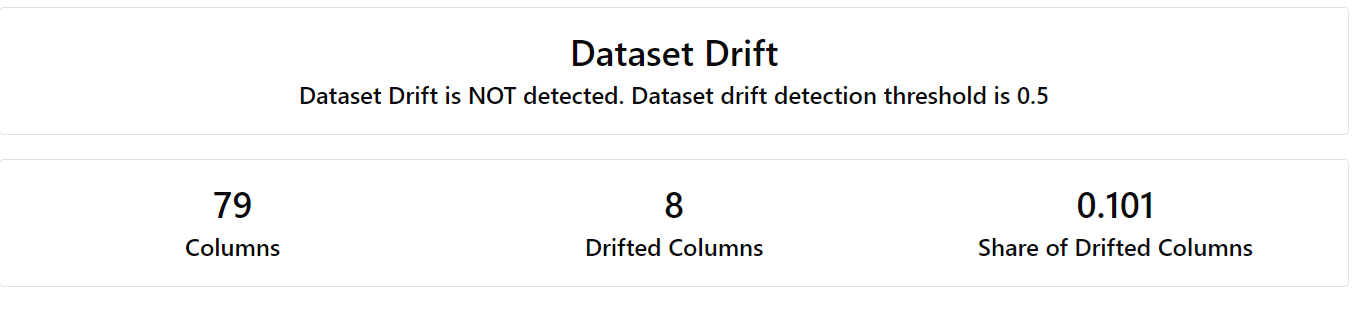 Dataset Drift
Dataset Drift is NOT detected. Dataset drift detection threshold is 0.5
79
Columns
8
Drifted Columns
0.101
Share of Drifted Columns